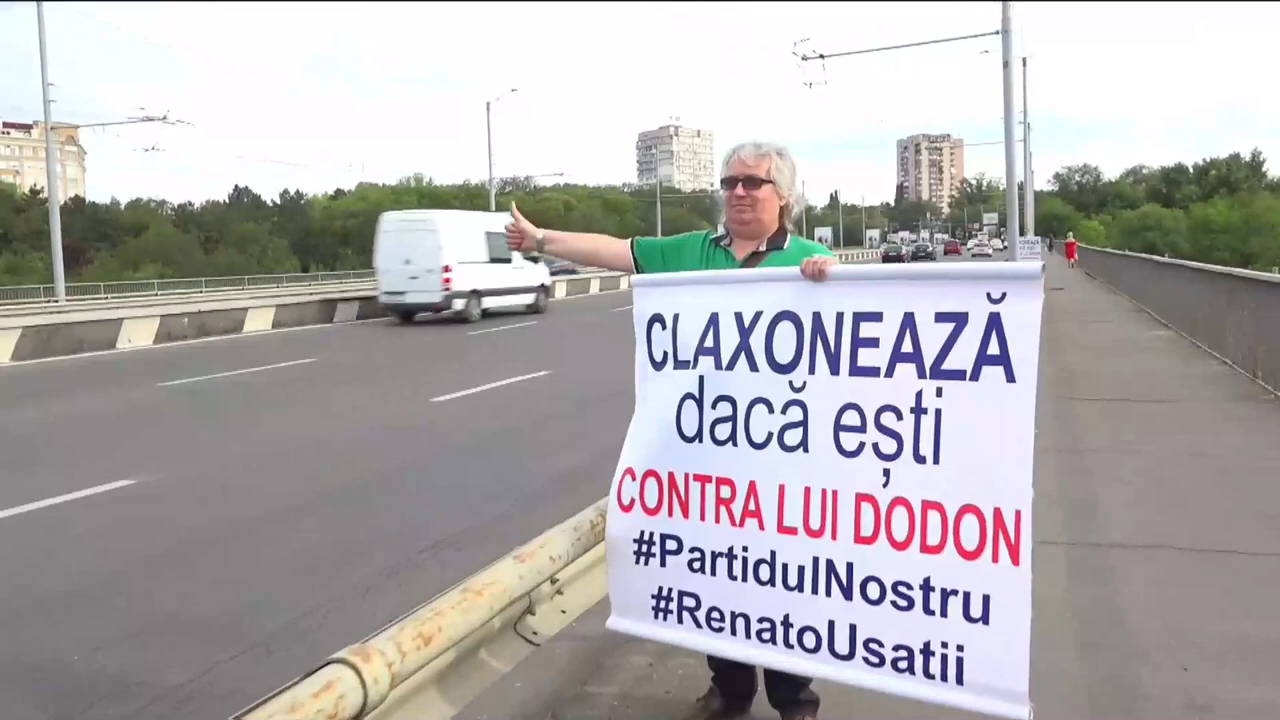 CLAXONEAZĂ
dacă ești
CONTRA LUI DODON
#PartidulNostru
#RenatoUsatii